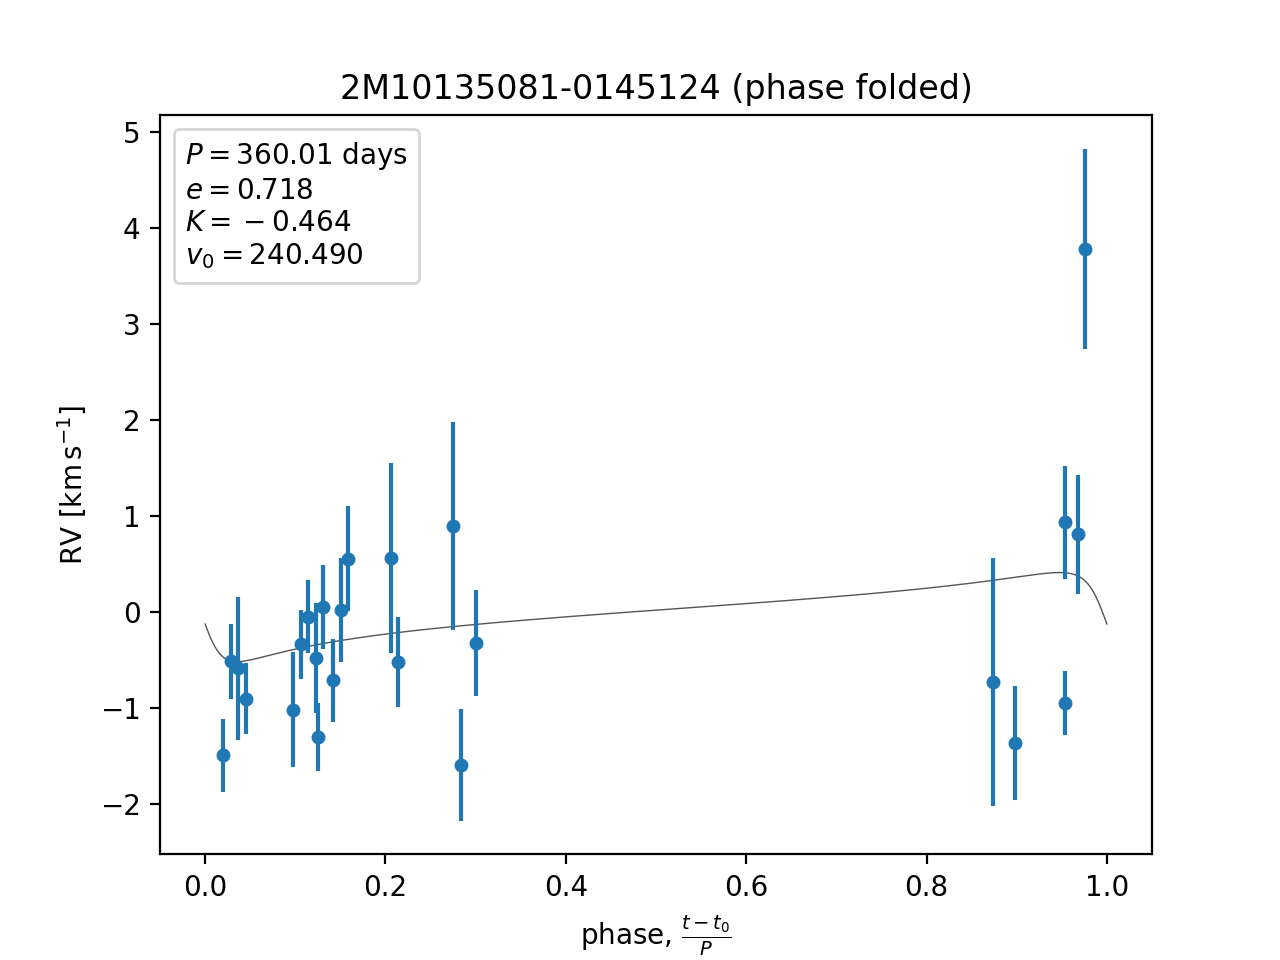 2M10135081-0145124 (phase folded)
P = 360.01 days
e = 0.718
K = −0.464
v₀ = 240.490
5
4
3
2
1
0
−1
−2
RV [km s⁻¹]
0.0 0.2 0.4 0.6 0.8 1.0
phase, (t − t₀)/P